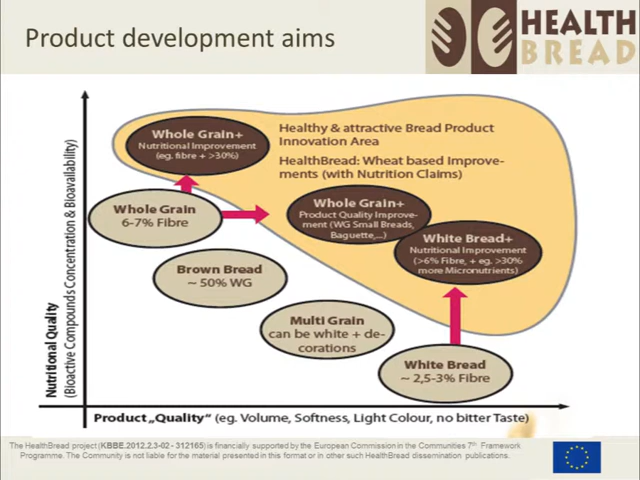 Product development aims
HEALTH
BREAD
Nutritional Quality
(Bioactive Compounds Concentration & Bioavailability)
Whole Grain+
Nutritional Improvement
(eg. fibre + >30%)
Healthy & attractive Bread Product
Innovation Area
HealthBread: Wheat based Improve-
ments (with Nutrition Claims)
Whole Grain
6-7% Fibre
Whole Grain+
Product Quality Improve-
ment (WG Small Breads,
Baguette,...)
White Bread+
Nutritional Improvement
(>6% Fibre, + eg. >30%
more Micronutrients)
Brown Bread
~ 50% WG
Multi Grain
can be white + de-
corations
White Bread
~ 2,5-3% Fibre
Product „Quality“ (eg. Volume, Softness, Light Colour, no bitter Taste)
The HealthBread project (KBBE.2012.2.3-02 - 312165) is financially supported by the European Commission in the Communities 7th Framework
Programme. The Community is not liable for the material presented in this format or in other such HealthBread dissemination publications.